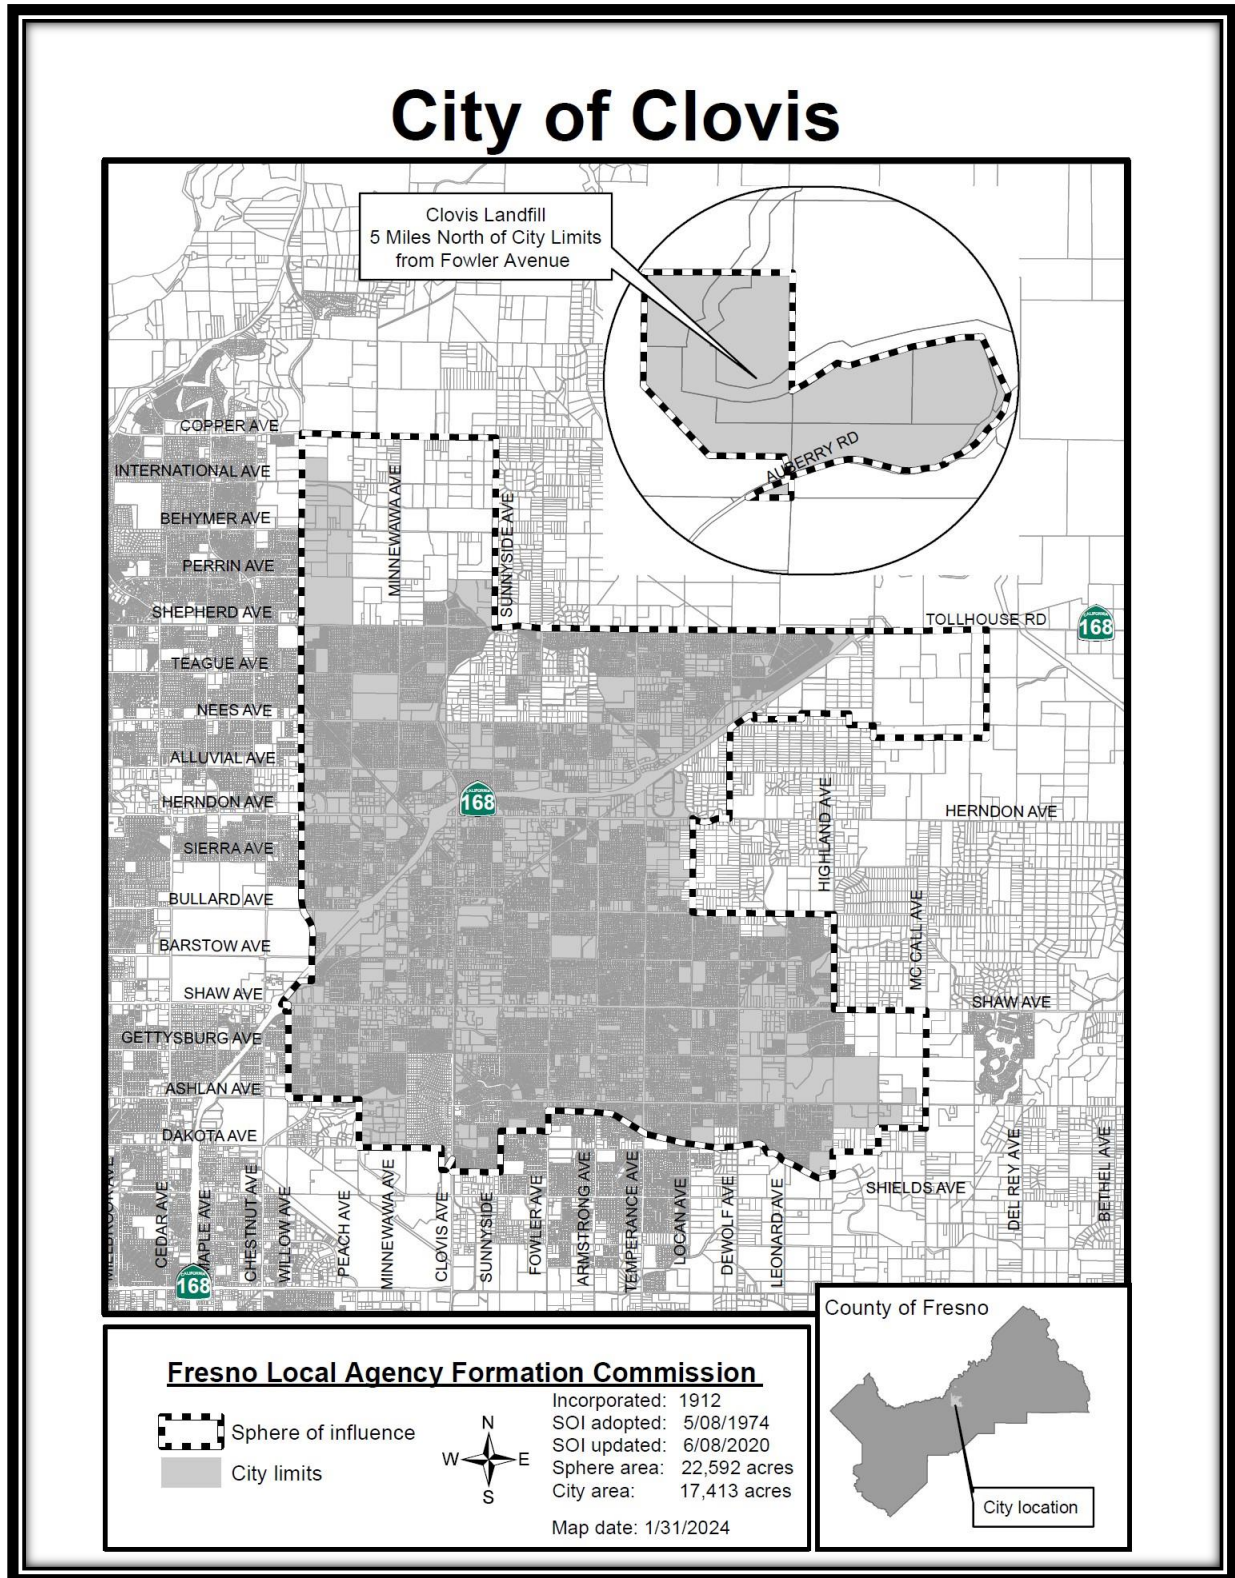 City of Clovis
Clovis Landfill
5 Miles North of City Limits
from Fowler Avenue
AUBERRY RD
COPPER AVE
INTERNATIONAL AVE
BEHYMER AVE
PERRIN AVE
SHEPHERD AVE
TEAGUE AVE
NEES AVE
ALLUVIAL AVE
HERNDON AVE
SIERRA AVE
BULLARD AVE
BARSTOW AVE
SHAW AVE
GETTYSBURG AVE
ASHLAN AVE
DAKOTA AVE
MINNEWAWA AVE
SUNNYSIDE AVE
TOLLHOUSE RD
CALIFORNIA
168
CALIFORNIA
168
HIGHLAND AVE
HERNDON AVE
MC CALL AVE
SHAW AVE
CEDAR AVE
MAPLE AVE
CHESTNUT AVE
WILLOW AVE
PEACH AVE
MINNEWAWA AVE
CLOVIS AVE
SUNNYSIDE
FOWLER AVE
ARMSTRONG AVE
TEMPERANCE AVE
LOCAN AVE
DEWOLF AVE
LEONARD AVE
SHIELDS AVE
DEL REY AVE
BETHEL AVE
CALIFORNIA
168
Fresno Local Agency Formation Commission
Sphere of influence
City limits
N
W
E
S
Incorporated: 1912
SOI adopted: 5/08/1974
SOI updated: 6/08/2020
Sphere area: 22,592 acres
City area: 17,413 acres
Map date: 1/31/2024
County of Fresno
City location